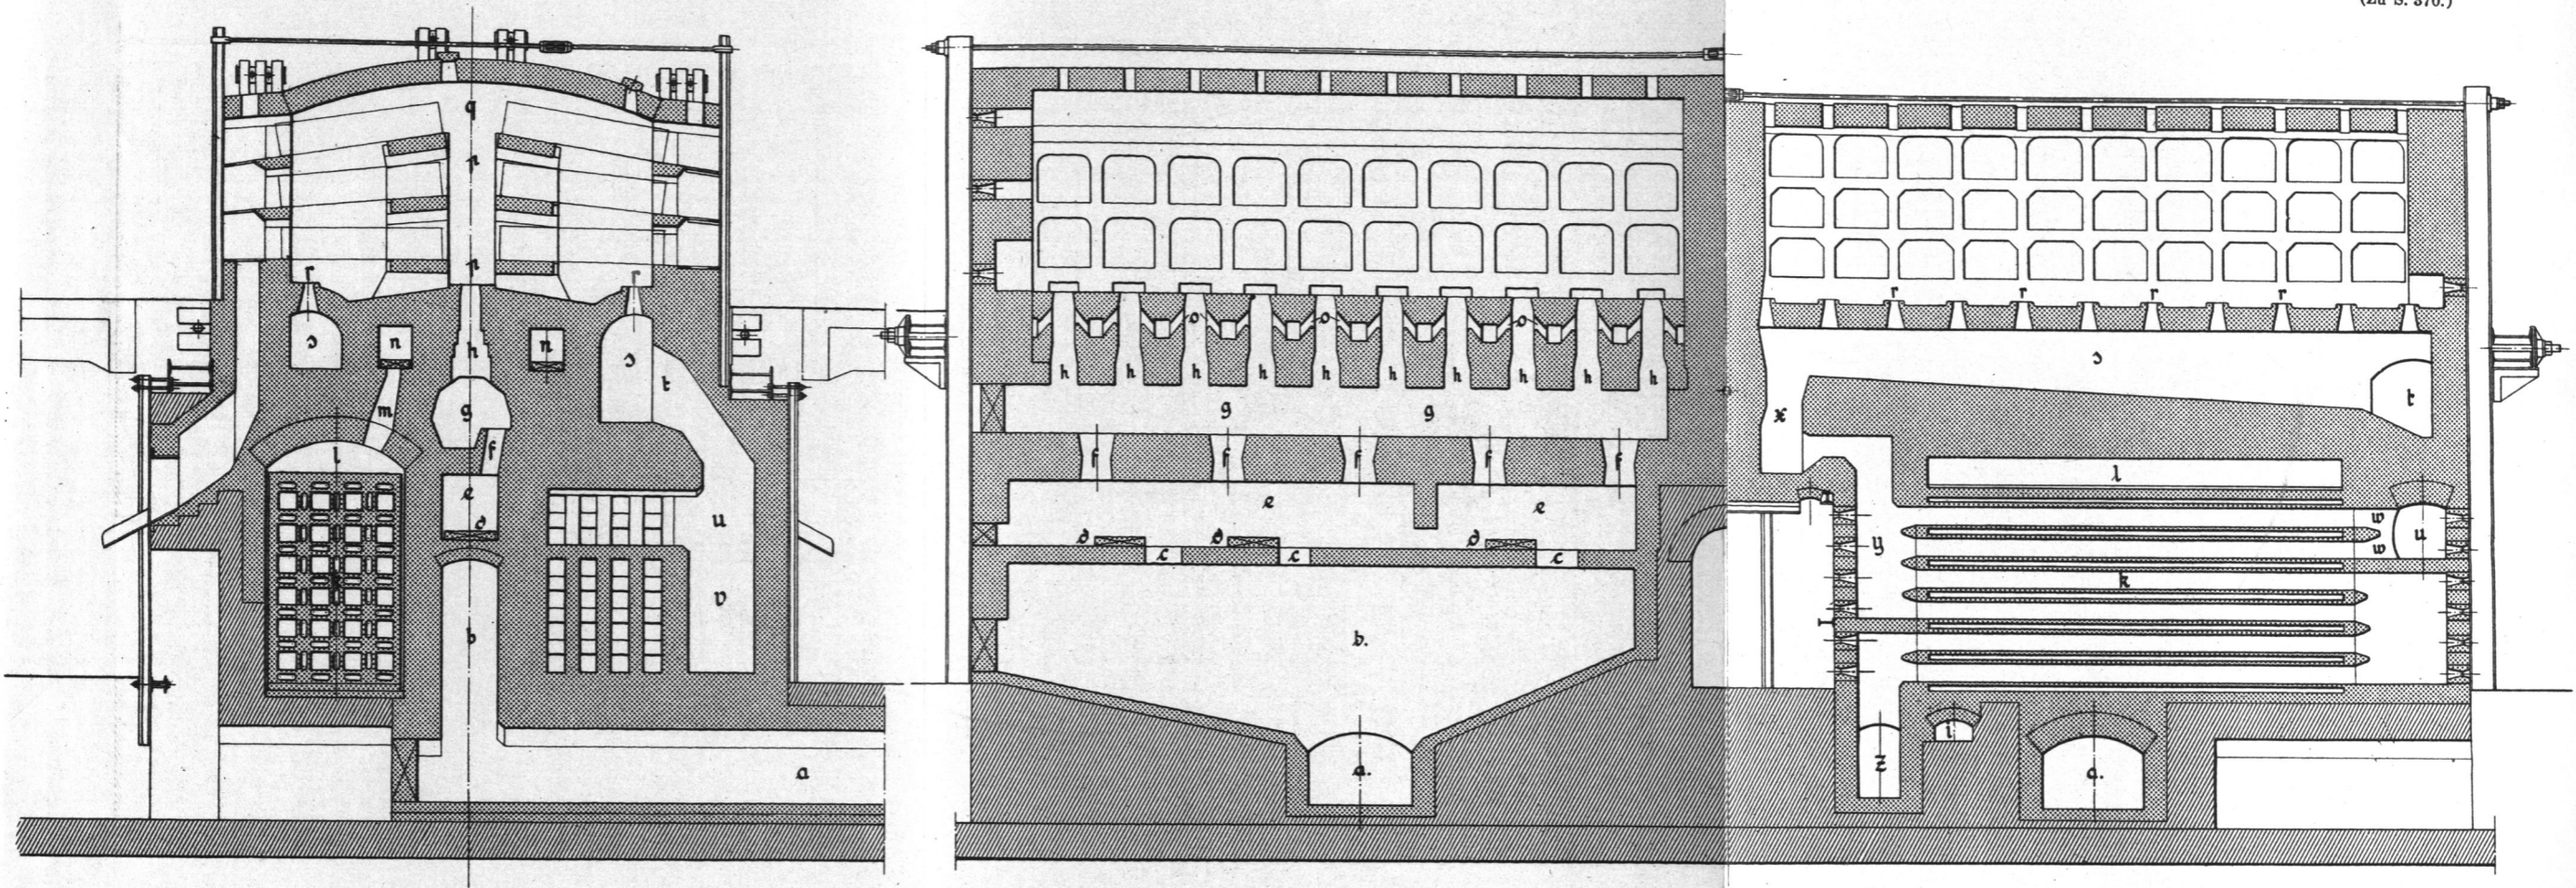 (Zu S. 376.)
q
p
p
r r
s n h n s t
m g
f
l
e
d
u
v
b
a
o o o
h h h h h h h h h h
g g
f f f f f
e e
d d d
c c c
b.
a.
r r r r
s
t
x
l
w
u
y w
k
i
z a.